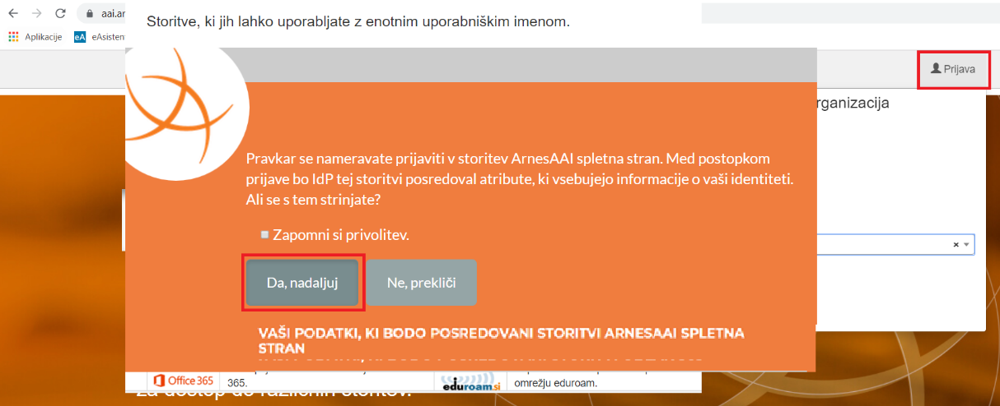 aai.ar
Storitve, ki jih lahko uporabljate z enotnim uporabniškim imenom.
Aplikacije eA eAsisten
Prijava
rganizacija
Pravkar se nameravate prijaviti v storitev ArnesAAI spletna stran. Med postopkom
prijave bo IdP tej storitvi posredoval atribute, ki vsebujejo informacije o vaši identiteti.
Ali se s tem strinjate?
Zapomni si privolitev.
Da, nadaljuj Ne, prekliči
VAŠI PODATKI, KI BODO POSREDOVANI STORITVI ARNESAAI SPLETNA
STRAN
Office 365 365. eduroam.si omrežju eduroam.
za dostop do različnih storitev.